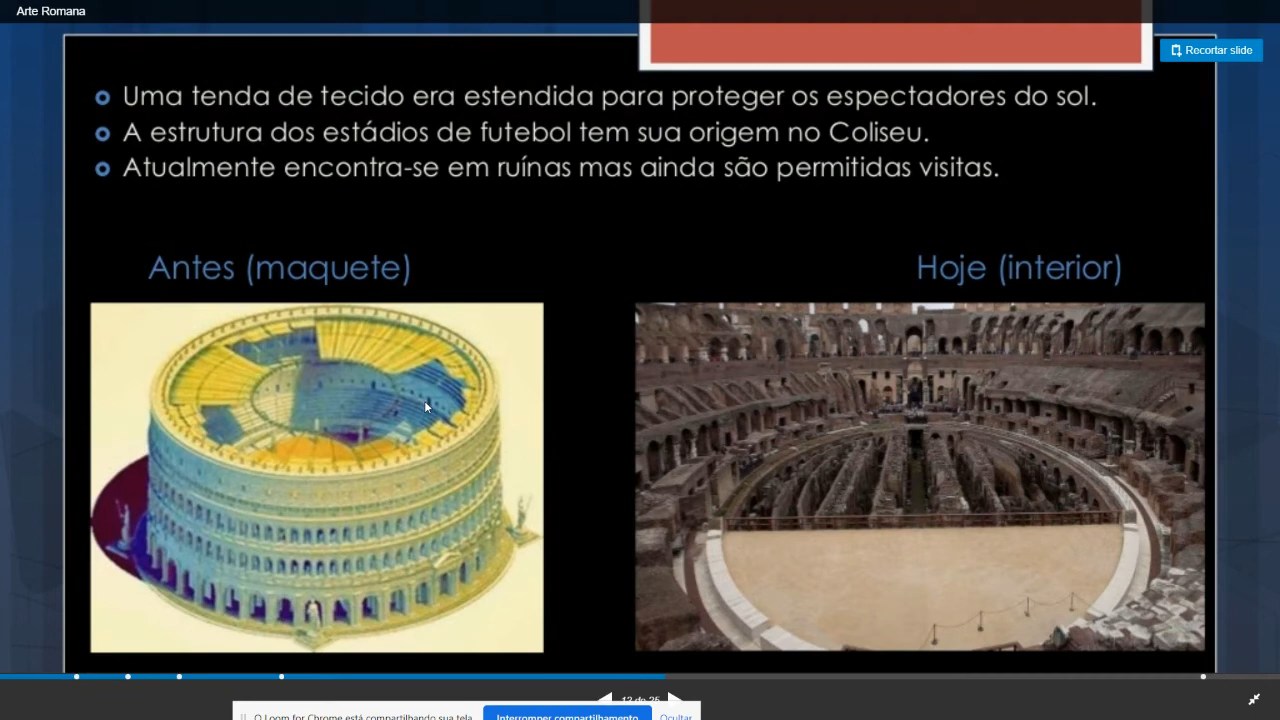 Arte Romana
Recortar slide
Uma tenda de tecido era estendida para proteger os espectadores do sol.
A estrutura dos estádios de futebol tem sua origem no Coliseu.
Atualmente encontra-se em ruínas mas ainda são permitidas visitas.
Antes (maquete)
Hoje (interior)
de 25
O Loom for Chrome está compartilhando sua tela.
Interromper compartilhamento
Ocultar